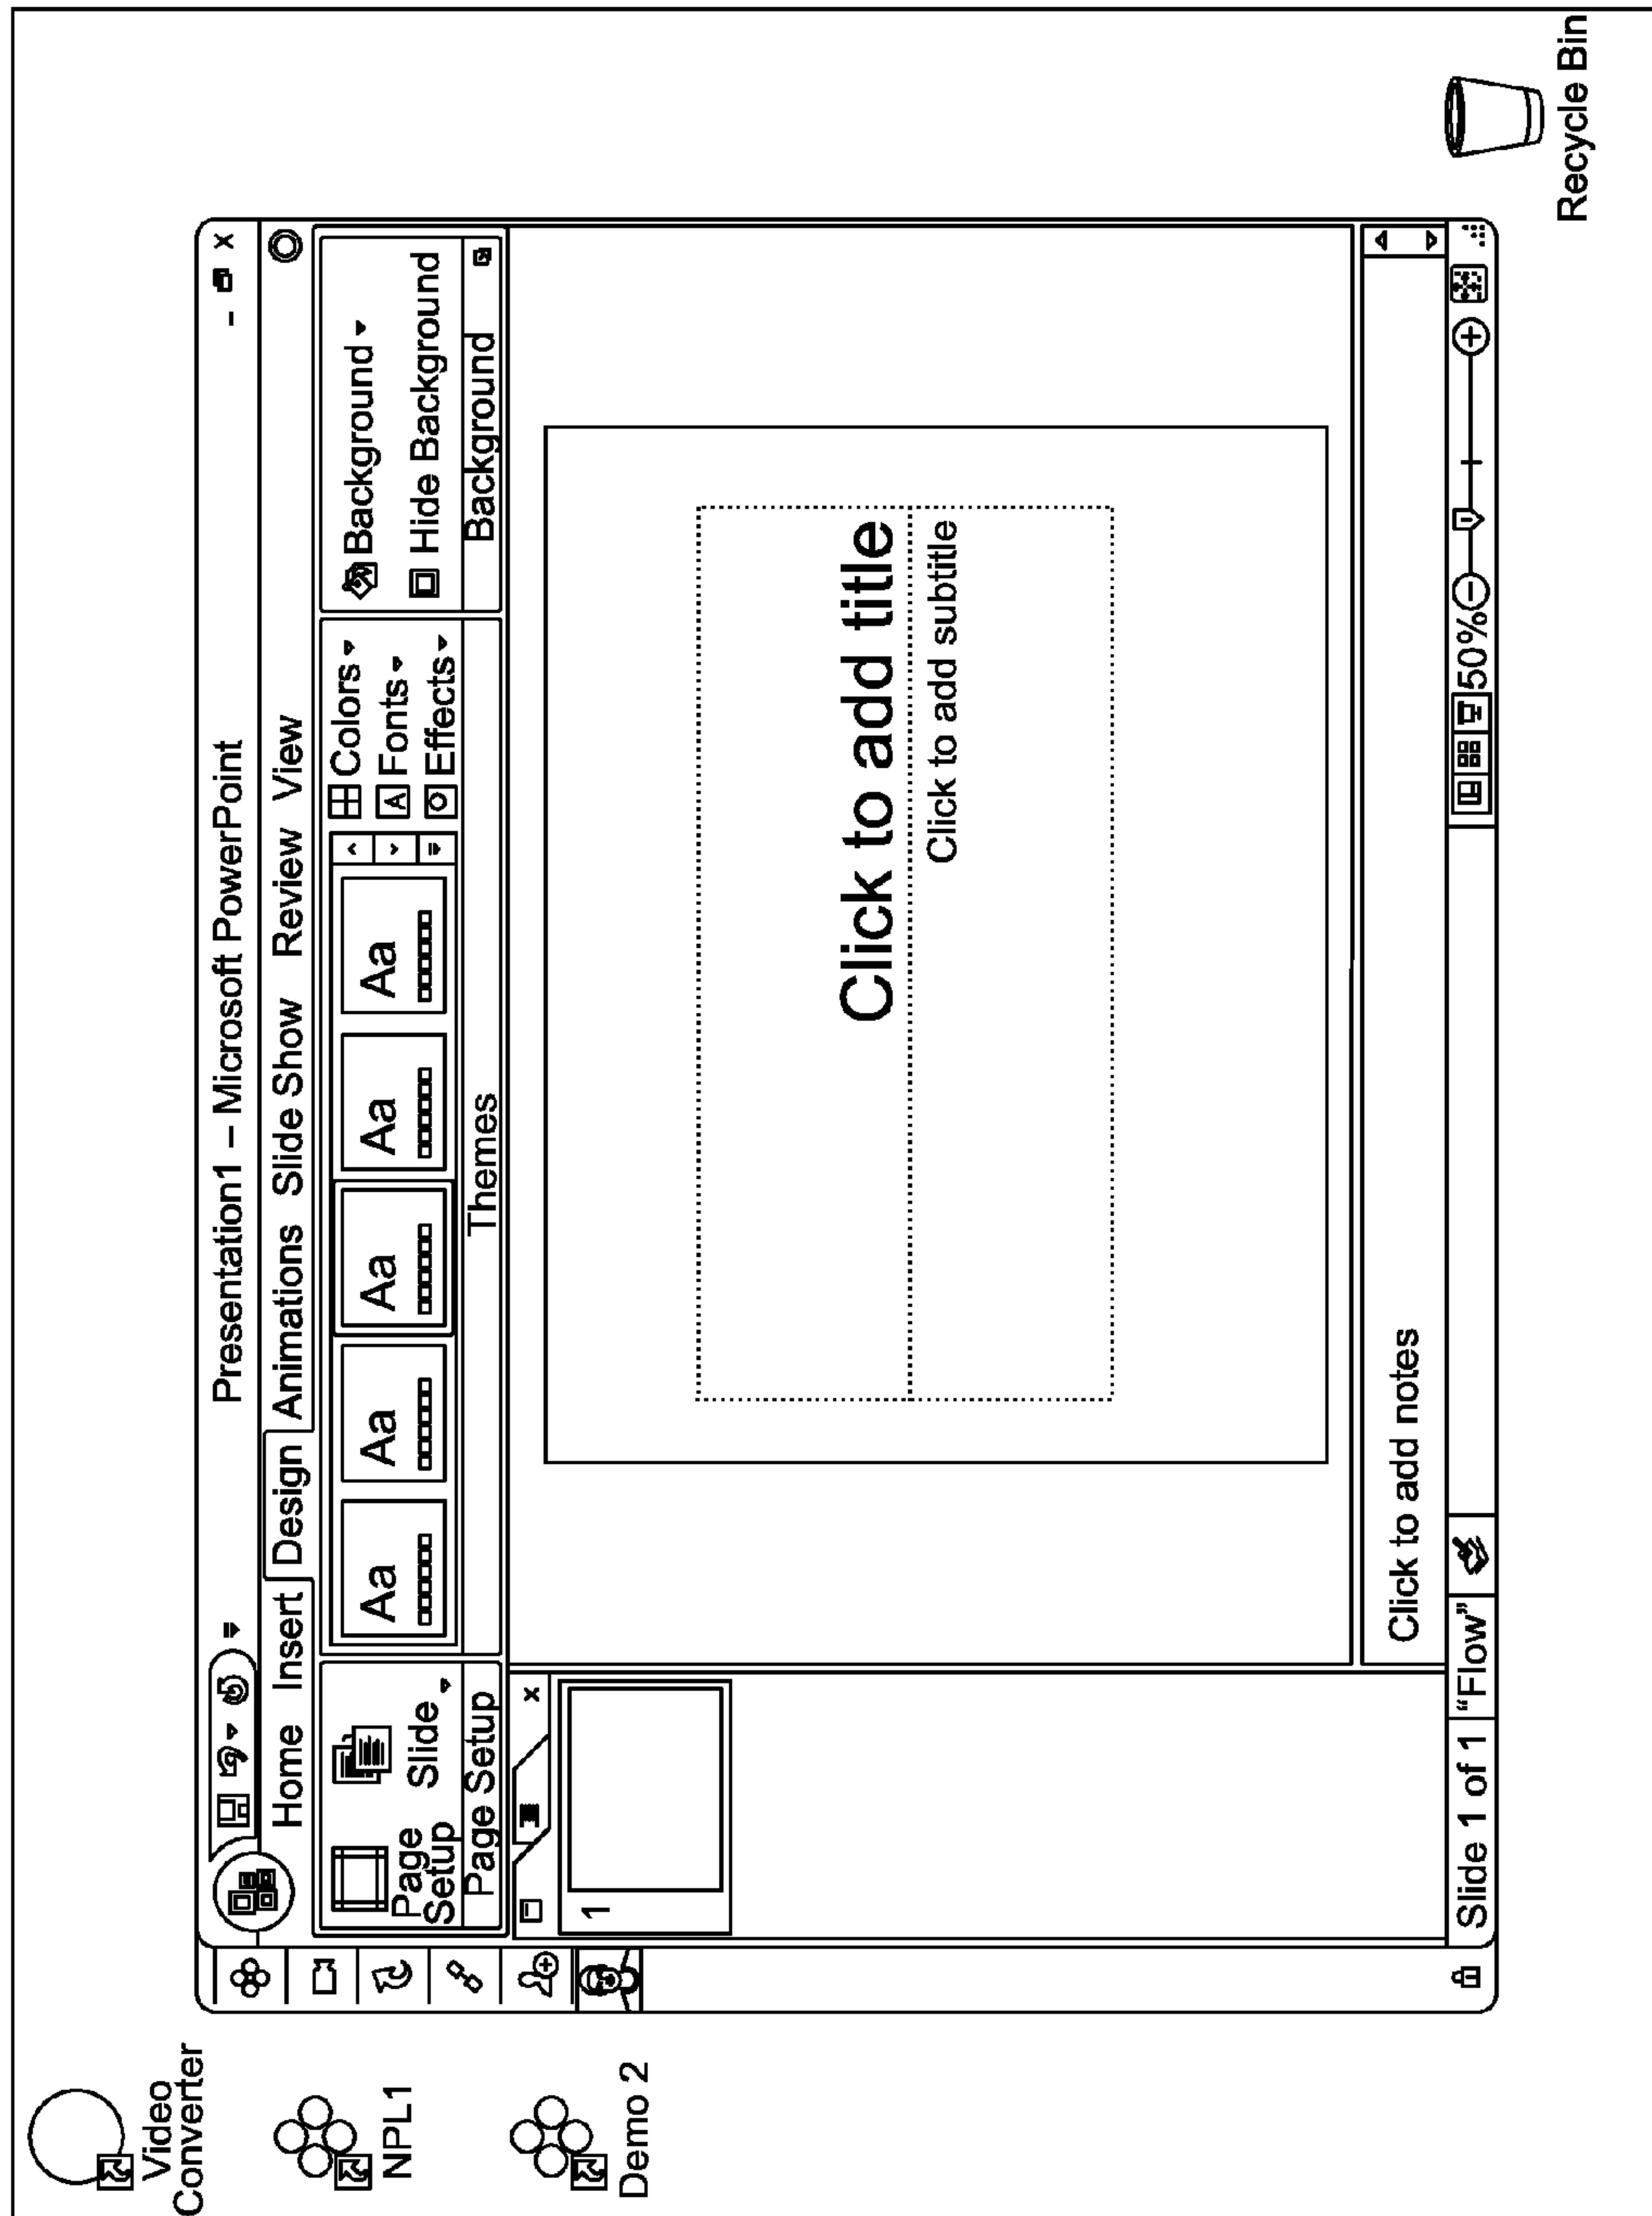 Video
Converter
NPL1
Demo 2
Presentation1 – Microsoft PowerPoint
Home Insert Design Animations Slide Show Review View
Page
Setup
Slide
Page Setup
Aa Aa Aa Aa Aa
Themes
Colors
A Fonts
Effects
Background
Hide Background
Background
1
Click to add title
Click to add subtitle
Click to add notes
Slide 1 of 1 “Flow” 50%
Recycle Bin